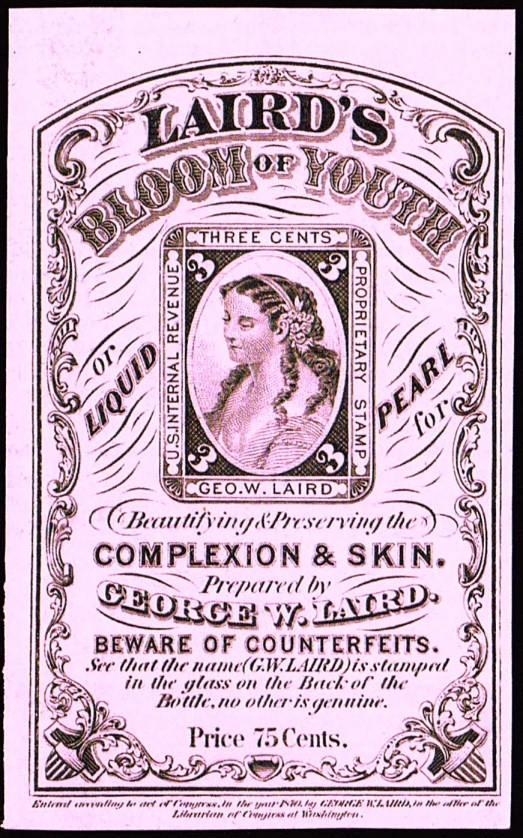 LAIRD'S
BLOOM OF YOUTH
THREE CENTS
3 3
U.S. INTERNAL REVENUE
PROPRIETARY STAMP
3 3
GEO. W. LAIRD
or
LIQUID
PEARL
for
Beautifying & Preserving the
COMPLEXION & SKIN.
Prepared by
GEORGE W. LAIRD.
BEWARE OF COUNTERFEITS.
See that the name (G.W. LAIRD) is stamped
in the glass on the Back of the
Bottle, no other is genuine.
Price 75 Cents.
Entered according to act of Congress, in the year 1870, by GEORGE W. LAIRD, in the office of the
Librarian of Congress at Washington.